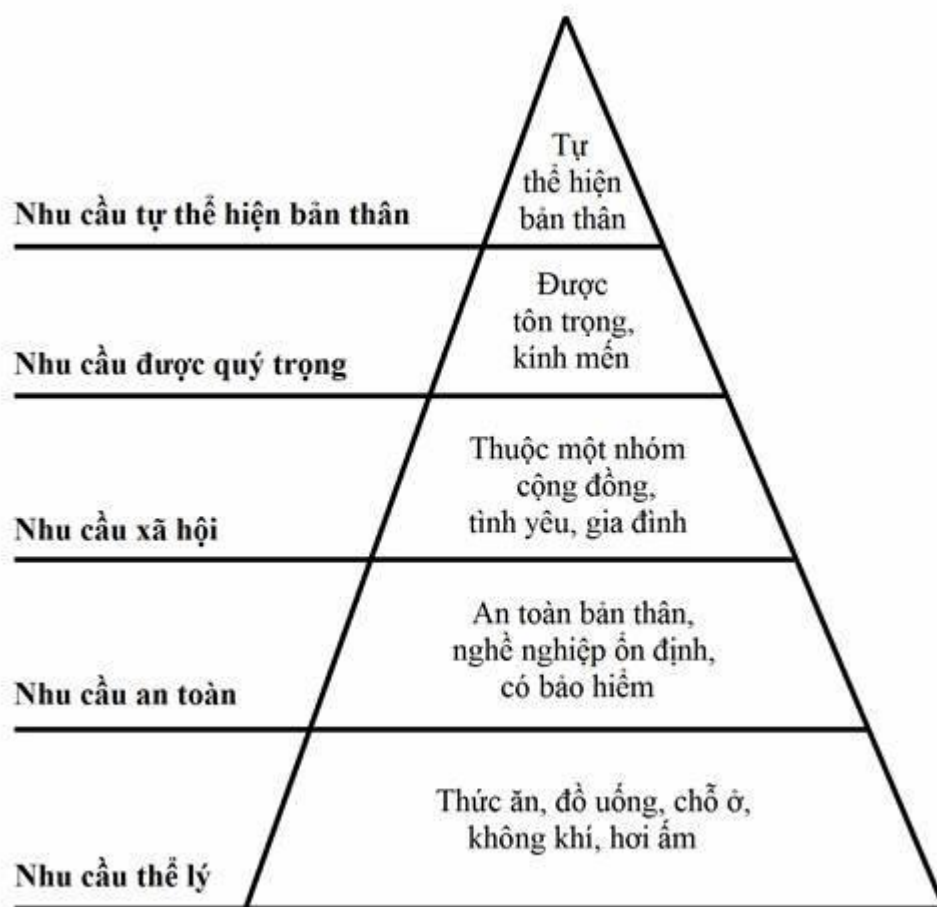 Tự
thể hiện
bản thân
Nhu cầu tự thể hiện bản thân
Được
tôn trọng,
kính mến
Nhu cầu được quý trọng
Thuộc một nhóm
cộng đồng,
tình yêu, gia đình
Nhu cầu xã hội
An toàn bản thân,
nghề nghiệp ổn định,
có bảo hiểm
Nhu cầu an toàn
Thức ăn, đồ uống, chỗ ở,
không khí, hơi ấm
Nhu cầu thể lý